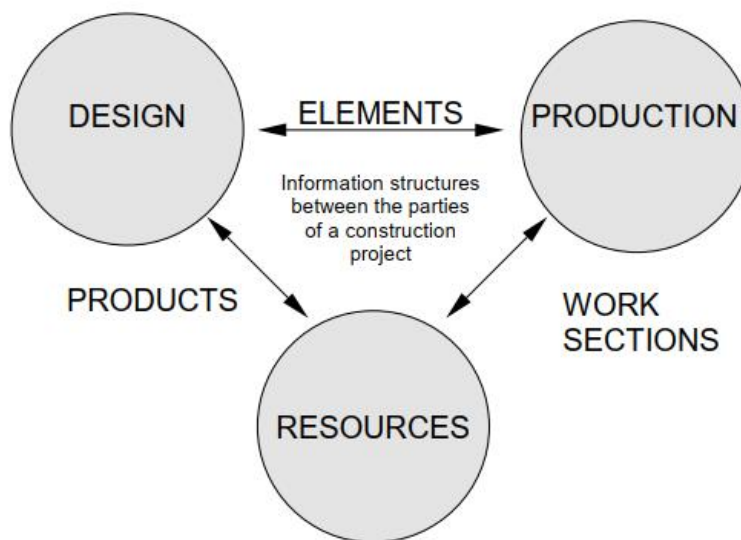 DESIGN
ELEMENTS
PRODUCTION
Information structures
between the parties
of a construction
project
PRODUCTS
WORK
SECTIONS
RESOURCES